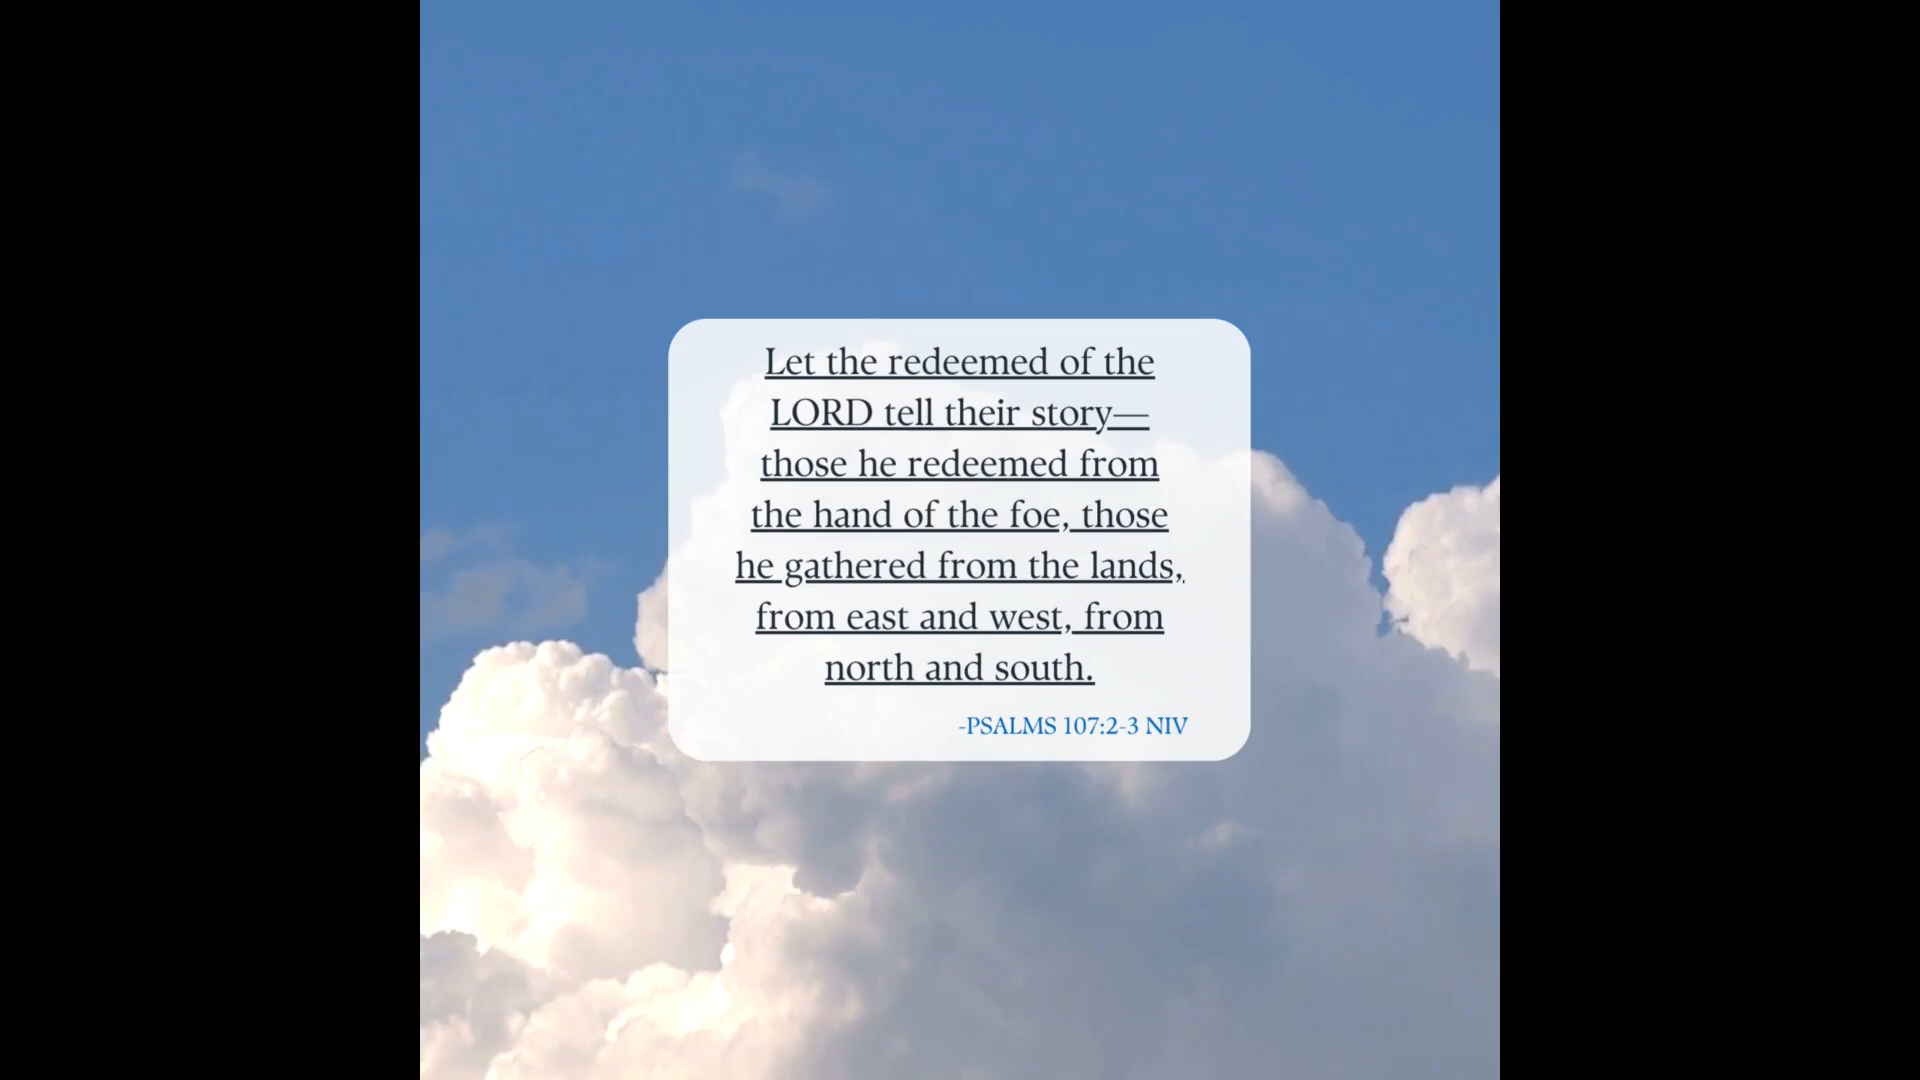 Let the redeemed of the
LORD tell their story—
those he redeemed from
the hand of the foe, those
he gathered from the lands,
from east and west, from
north and south.
-PSALMS 107:2-3 NIV